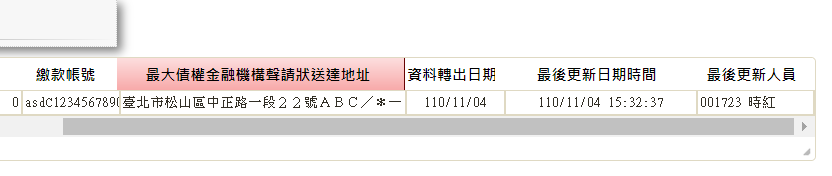 繳款帳號 最大債權金融機構聲請狀送達地址 資料轉出日期 最後更新日期時間 最後更新人員
0 asdC1234567890 臺北市松山區中正路一段２２號ＡＢＣ／＊一 110/11/04 110/11/04 15:32:37 001723 時紅